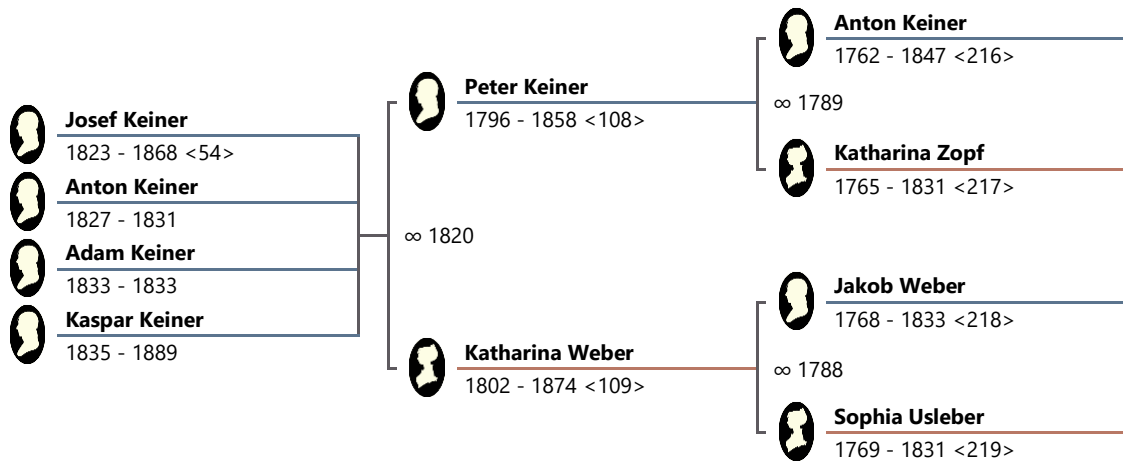 Josef Keiner
1823 - 1868 <54>
Anton Keiner
1827 - 1831
Adam Keiner
1833 - 1833
Kaspar Keiner
1835 - 1889
Peter Keiner
1796 - 1858 <108>
∞ 1820
Katharina Weber
1802 - 1874 <109>
Anton Keiner
1762 - 1847 <216>
∞ 1789
Katharina Zopf
1765 - 1831 <217>
Jakob Weber
1768 - 1833 <218>
∞ 1788
Sophia Usleber
1769 - 1831 <219>